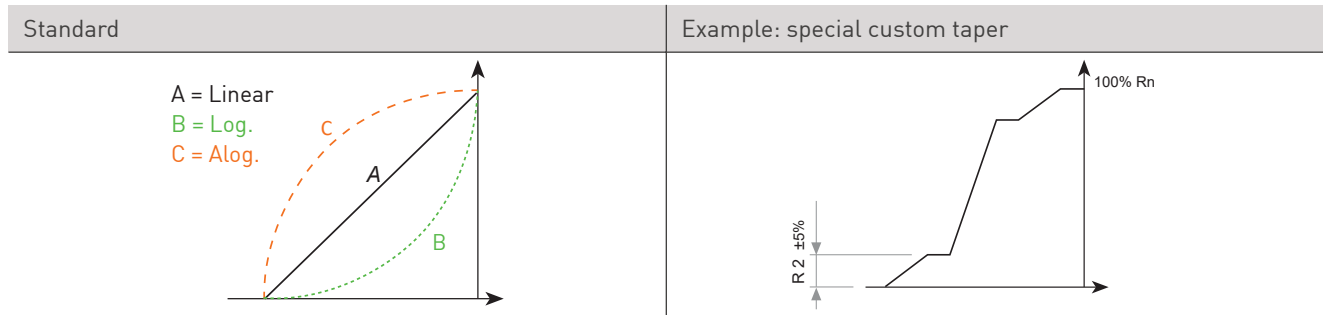 Standard
Example: special custom taper
A = Linear
B = Log.
C = Alog.
C
A
B
100% Rn
R 2 ±5%